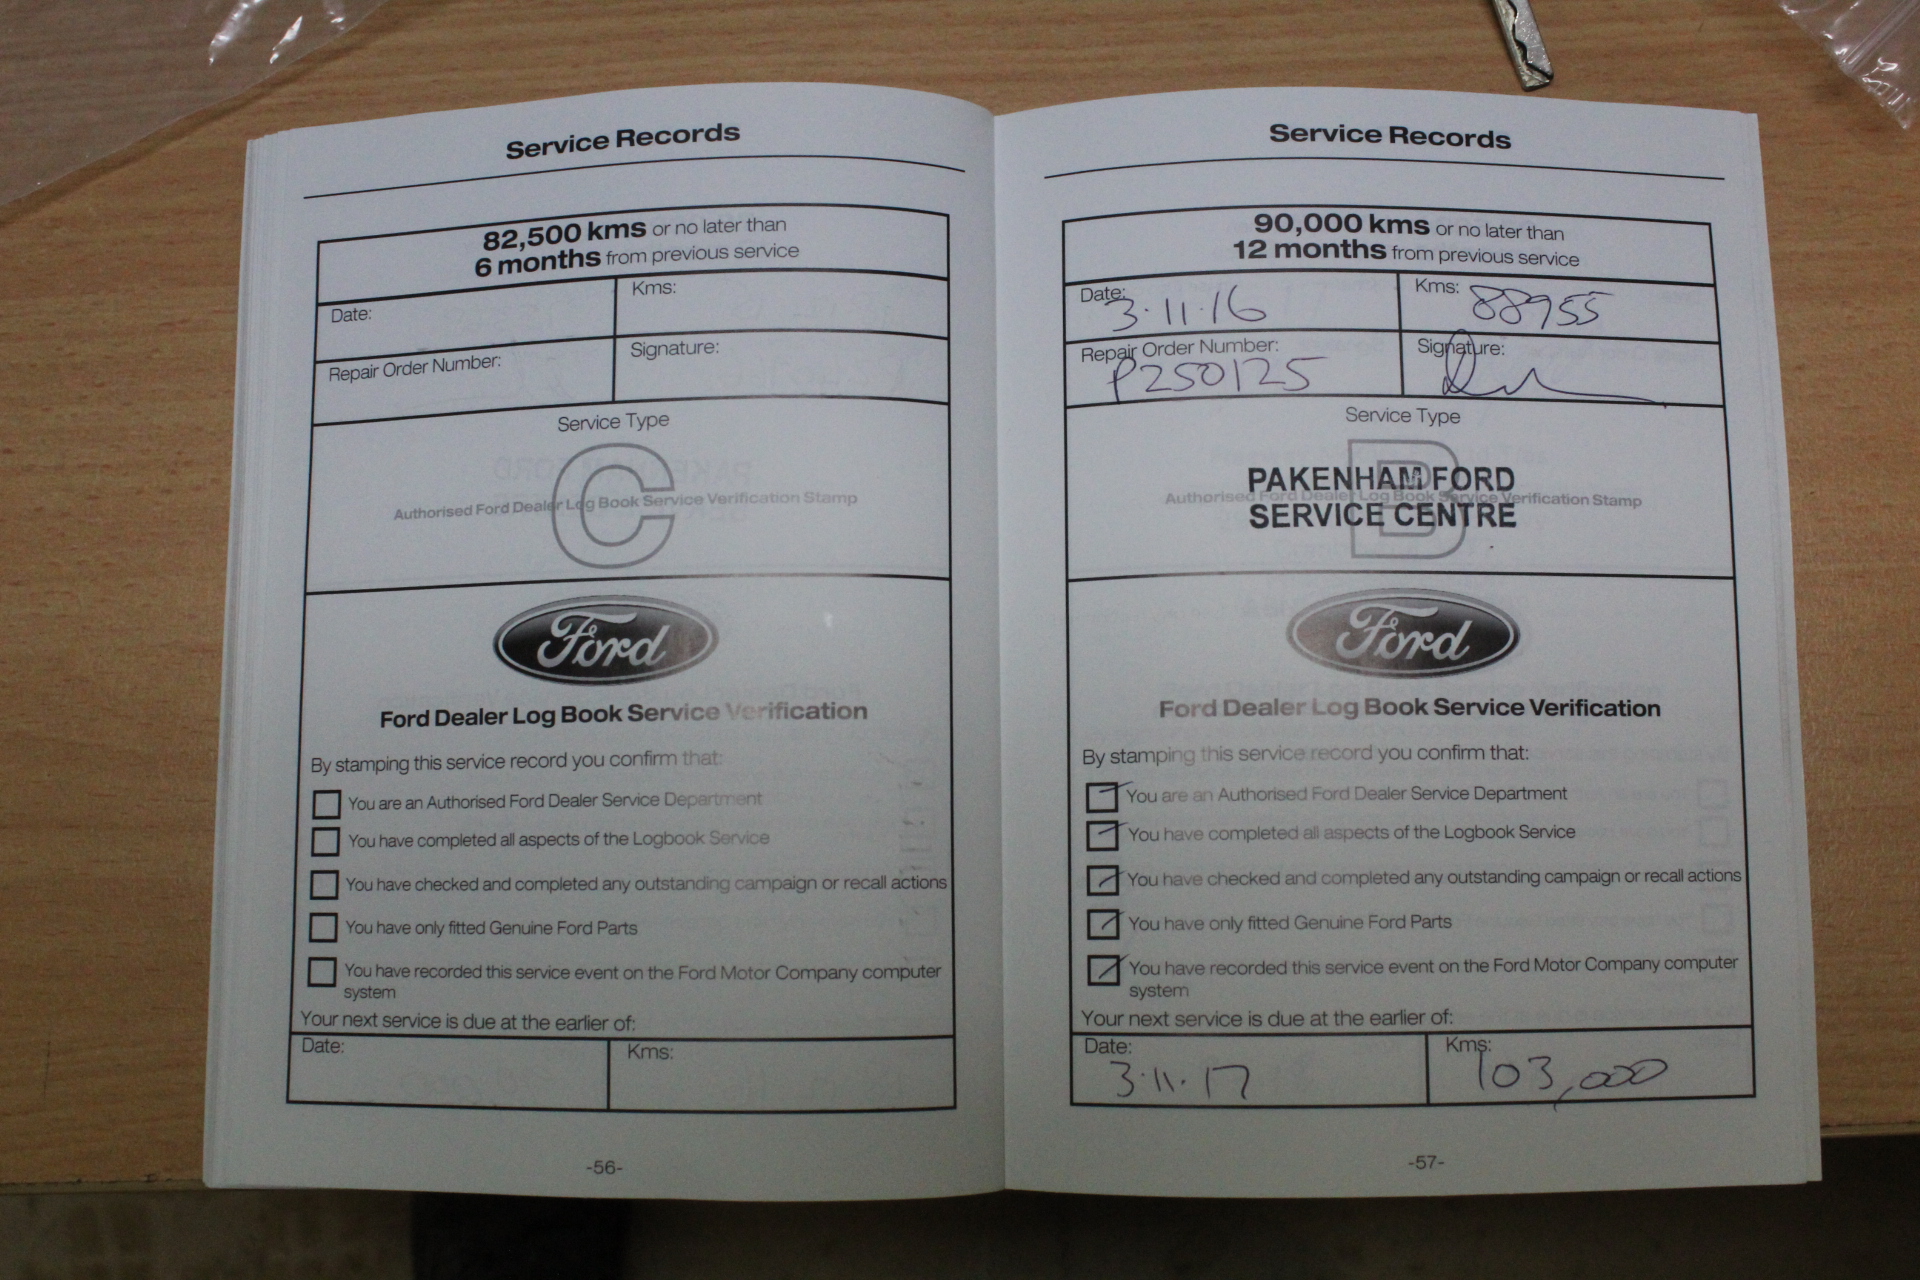 Service Records
82,500 kms or no later than
6 months from previous service
Date:
Kms:
Repair Order Number:
Signature:
Service Type
C
Authorised Ford Dealer Log Book Service Verification Stamp
Ford
Ford Dealer Log Book Service Verification
By stamping this service record you confirm that:
You are an Authorised Ford Dealer Service Department
You have completed all aspects of the Logbook Service
You have checked and completed any outstanding campaign or recall actions
You have only fitted Genuine Ford Parts
You have recorded this service event on the Ford Motor Company computer
system
Your next service is due at the earlier of:
Date:
Kms:
-56-
Service Records
90,000 kms or no later than
12 months from previous service
Date: 3.11.16
Kms: 88955
Repair Order Number: P250125
Signature:
Service Type
B
PAKENHAM FORD
Authorised Ford Dealer Log Book Service Verification Stamp
SERVICE CENTRE
Ford
Ford Dealer Log Book Service Verification
By stamping this service record you confirm that:
You are an Authorised Ford Dealer Service Department
You have completed all aspects of the Logbook Service
You have checked and completed any outstanding campaign or recall actions
You have only fitted Genuine Ford Parts
You have recorded this service event on the Ford Motor Company computer
system
Your next service is due at the earlier of:
Date: 3.11.17
Kms: 103,000
-57-